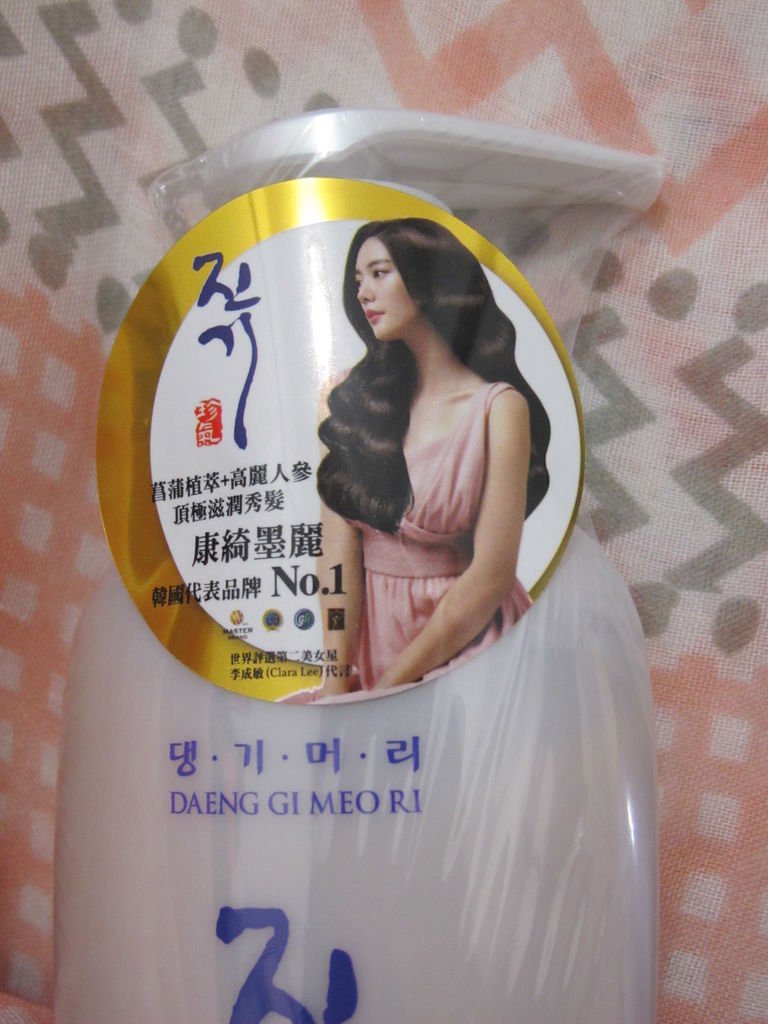 진기
珍氣
菖蒲植萃+高麗人參
頂極滋潤秀髮
康綺墨麗
韓國代表品牌 No.1
MASTER
BRAND
世界評選第二美女星
李成敏(Clara Lee)代言
댕·기·머·리
DAENG GI MEO RI
진